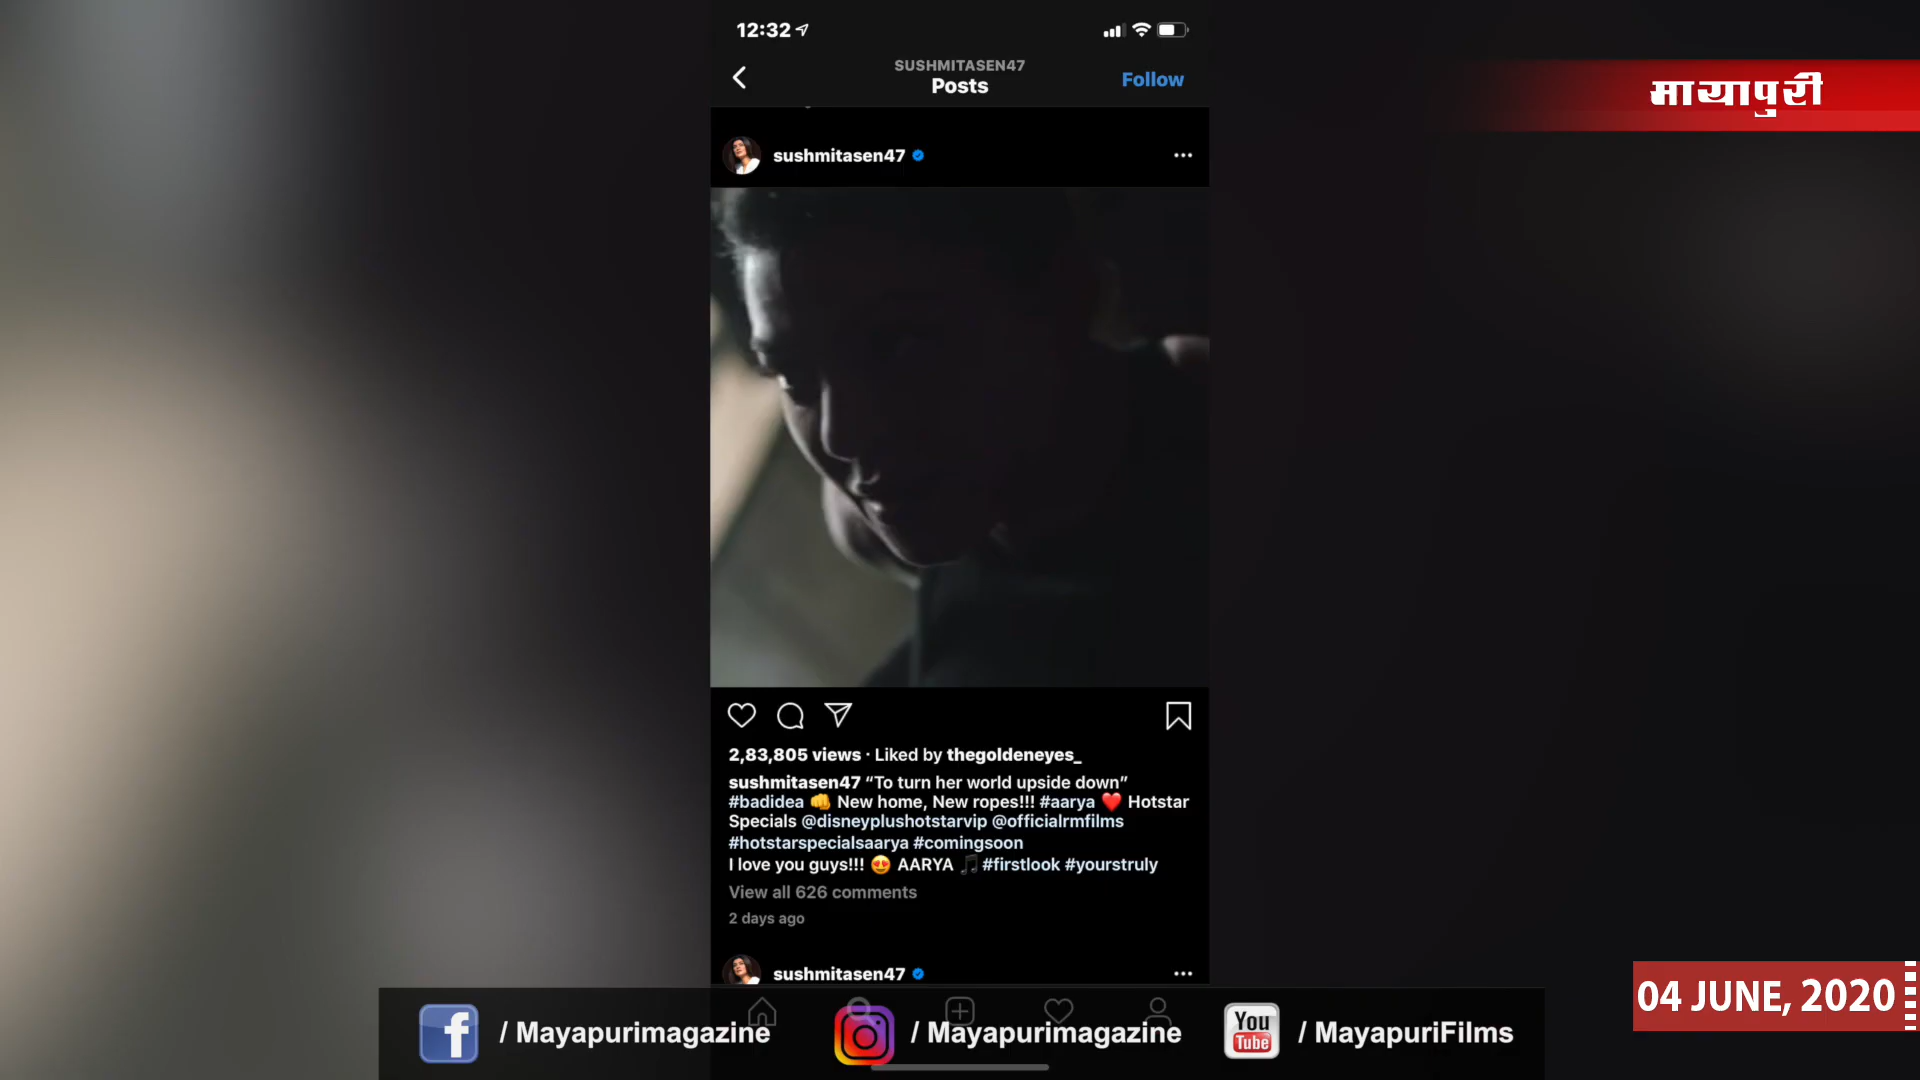 12:32
SUSHMITASEN47
Posts
Follow
मायापुरी
sushmitasen47
2,83,805 views · Liked by thegoldeneyes_
sushmitasen47 “To turn her world upside down”
#badidea 👊 New home, New ropes!!! #aarya ❤️ Hotstar
Specials @disneyplushotstarvip @officialrmfilms
#hotstarspecialsaarya #comingsoon
I love you guys!!! 😍 AARYA 🎵 #firstlook #yourstruly
View all 626 comments
2 days ago
sushmitasen47
04 JUNE, 2020
f / Mayapurimagazine
/ Mayapurimagazine
You Tube / MayapuriFilms